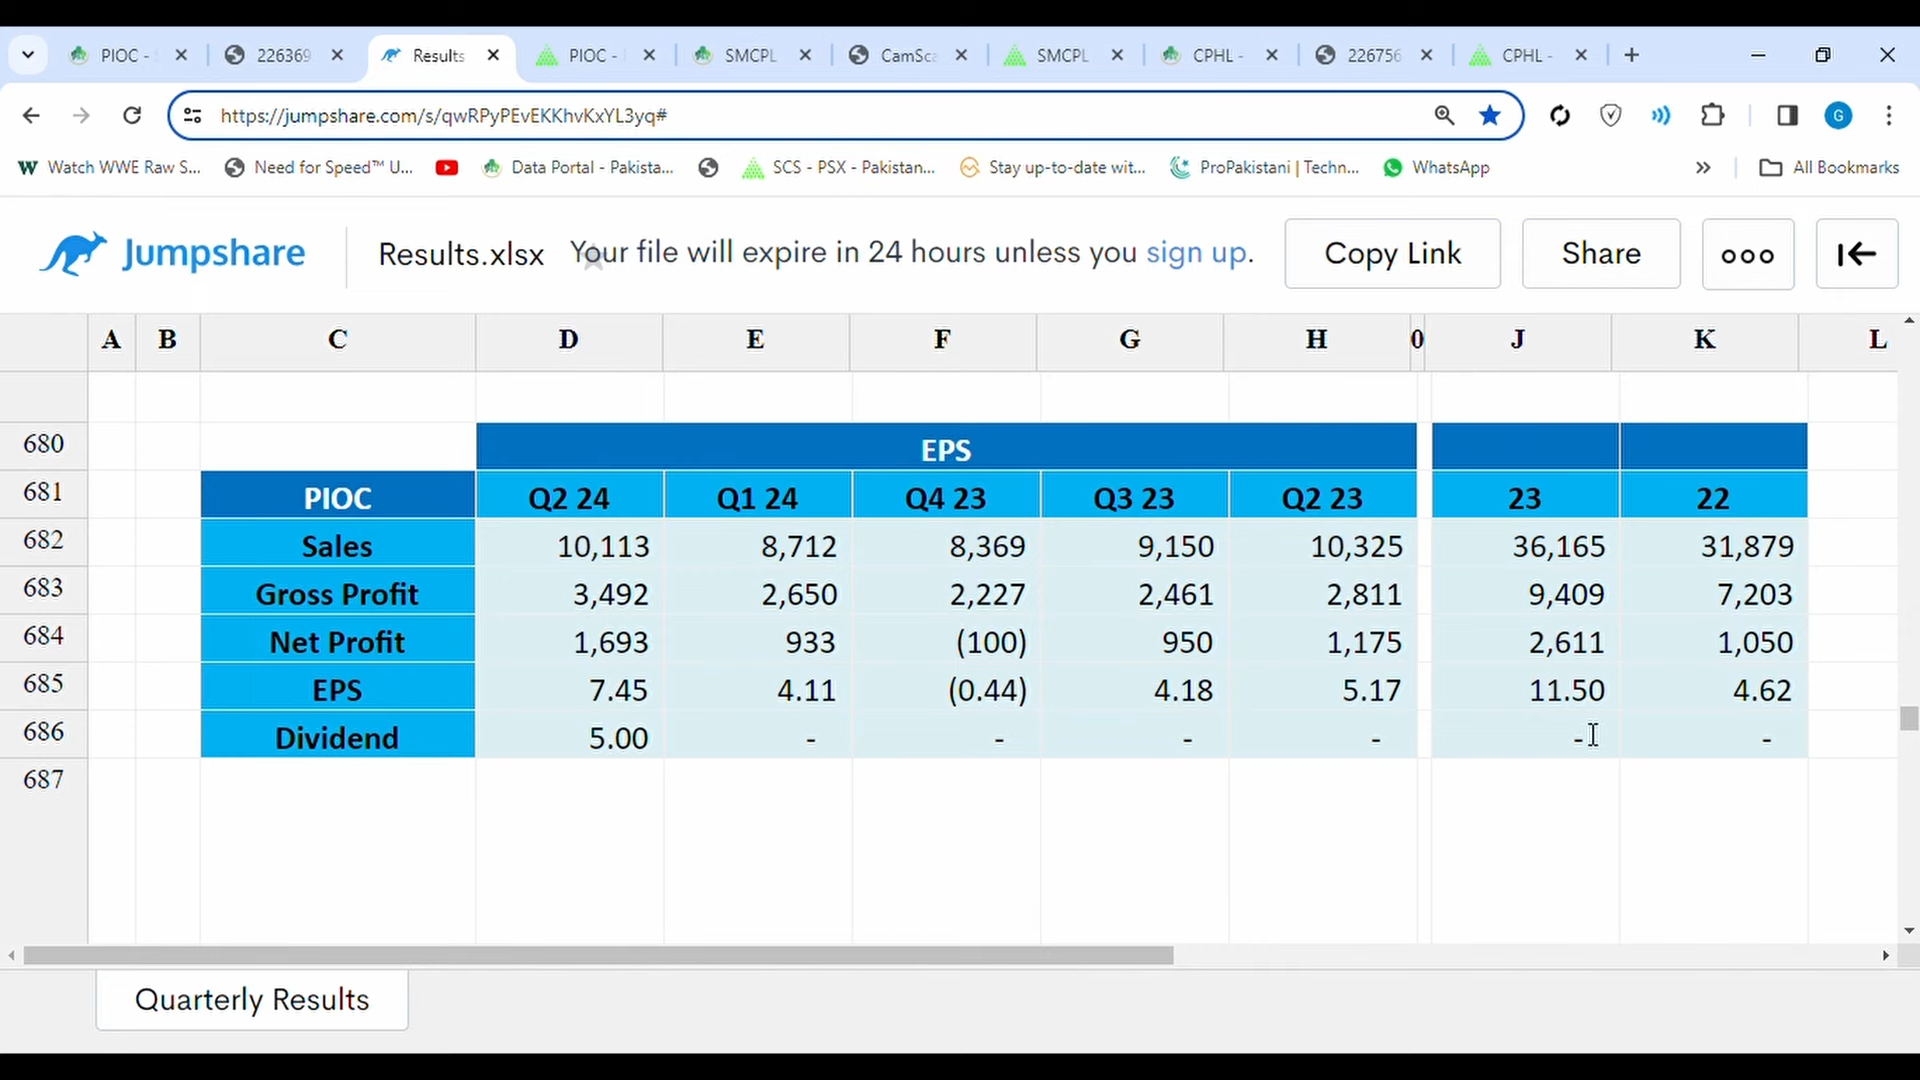 PIOC -
226369
Results
PIOC -
SMCPL
CamSca
SMCPL
CPHL -
226756
CPHL -
https://jumpshare.com/s/qwRPyPEvEKKhvKxYL3yq#
G
W Watch WWE Raw S...
Need for Speed™ U...
Data Portal - Pakista...
SCS - PSX - Pakistan...
Stay up-to-date wit...
ProPakistani | Techn...
WhatsApp
All Bookmarks
Jumpshare
Results.xlsx
Your file will expire in 24 hours unless you sign up.
Copy Link
Share
A B C D E F G H 0 J K L
680 EPS
681 PIOC Q2 24 Q1 24 Q4 23 Q3 23 Q2 23 23 22
682 Sales 10,113 8,712 8,369 9,150 10,325 36,165 31,879
683 Gross Profit 3,492 2,650 2,227 2,461 2,811 9,409 7,203
684 Net Profit 1,693 933 (100) 950 1,175 2,611 1,050
685 EPS 7.45 4.11 (0.44) 4.18 5.17 11.50 4.62
686 Dividend 5.00 - - - - - -
687
Quarterly Results